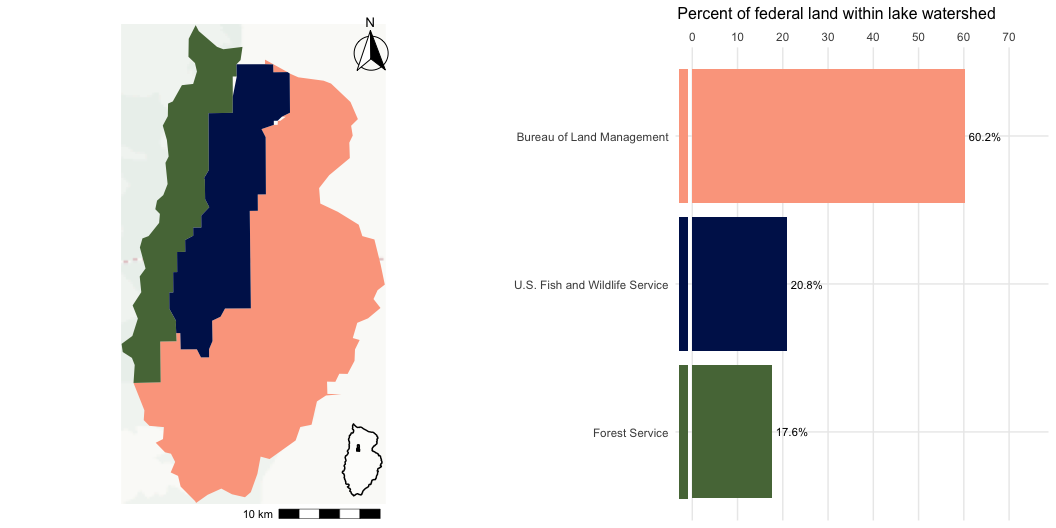 N
10 km
Percent of federal land within lake watershed
0 10 20 30 40 50 60 70
Bureau of Land Management 60.2%
U.S. Fish and Wildlife Service 20.8%
Forest Service 17.6%